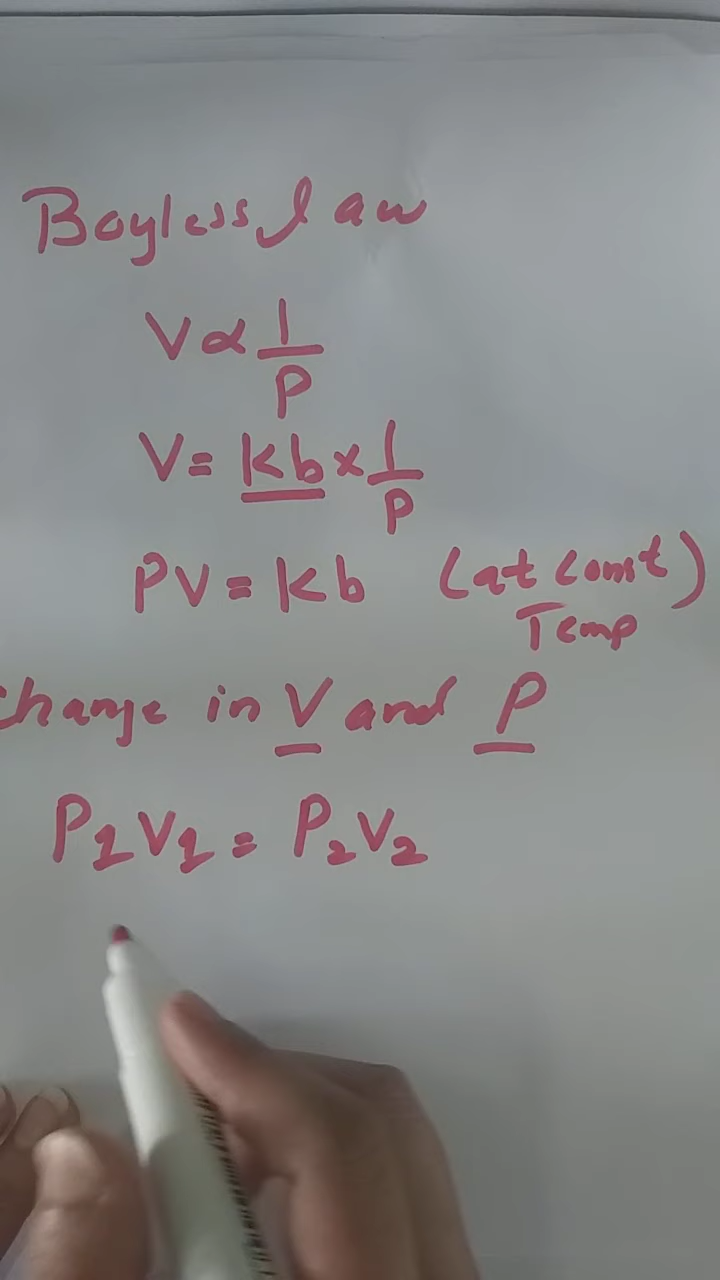 Boyless law
V ∝ 1/P
V = Kb × 1/P
PV = Kb (at const Temp)
change in V and P
P1V1 = P2V2